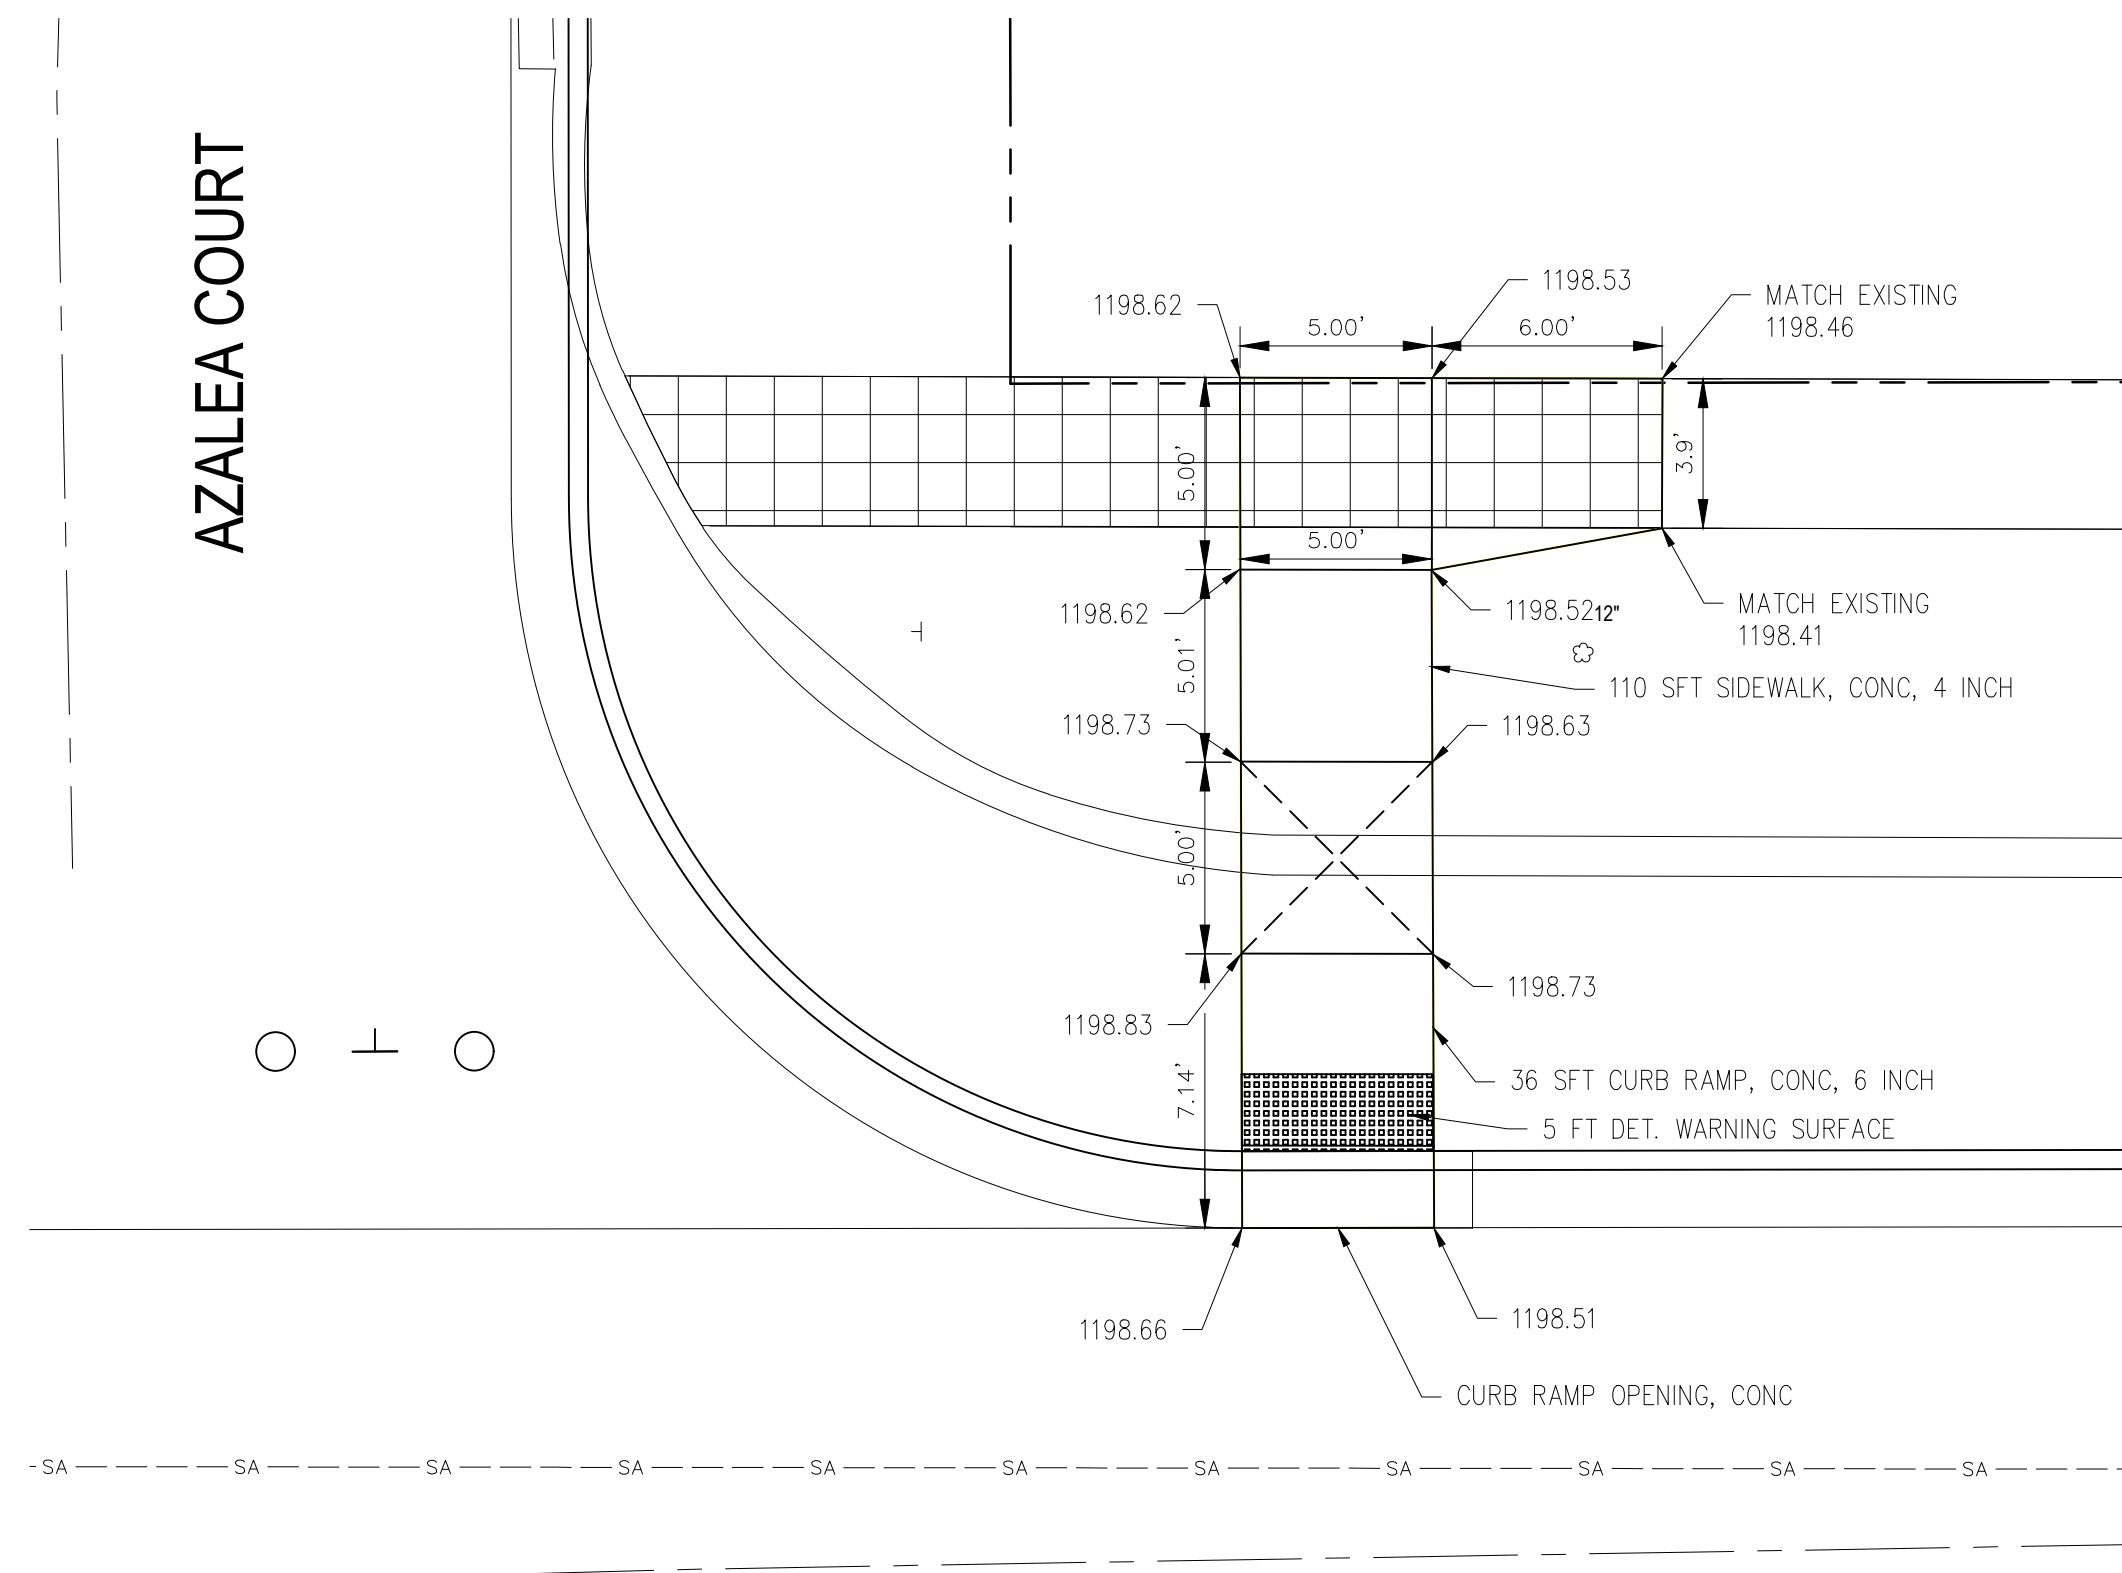 AZALEA COURT
1198.62
1198.53
MATCH EXISTING
1198.46
5.00'
6.00'
5.00'
3.9'
5.00'
1198.62
1198.52
12"
MATCH EXISTING
1198.41
5.01'
110 SFT SIDEWALK, CONC, 4 INCH
1198.73
1198.63
5.00'
1198.73
1198.83
7.14'
36 SFT CURB RAMP, CONC, 6 INCH
5 FT DET. WARNING SURFACE
1198.66
1198.51
CURB RAMP OPENING, CONC
SA SA SA SA SA SA SA SA SA SA SA